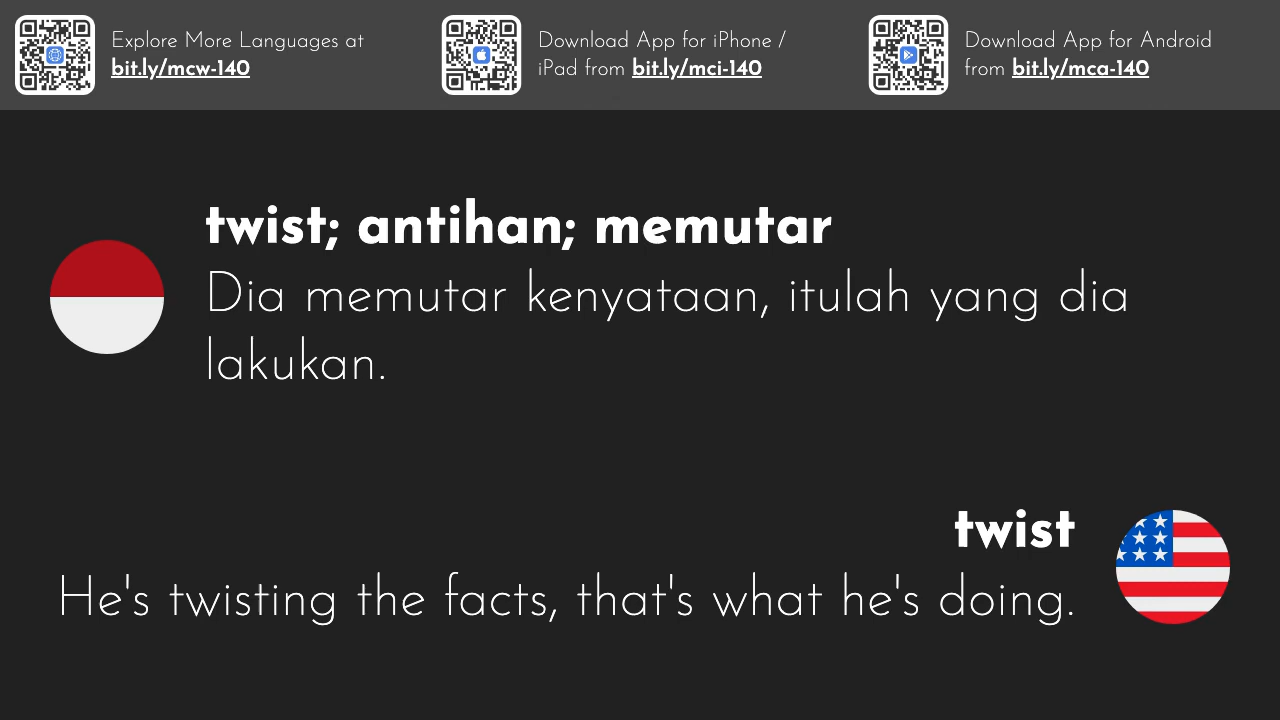 Explore More Languages at
bit.ly/mcw-140
Download App for iPhone /
iPad from bit.ly/mci-140
Download App for Android
from bit.ly/mca-140
twist; antihan; memutar
Dia memutar kenyataan, itulah yang dia
lakukan.
twist
He's twisting the facts, that's what he's doing.